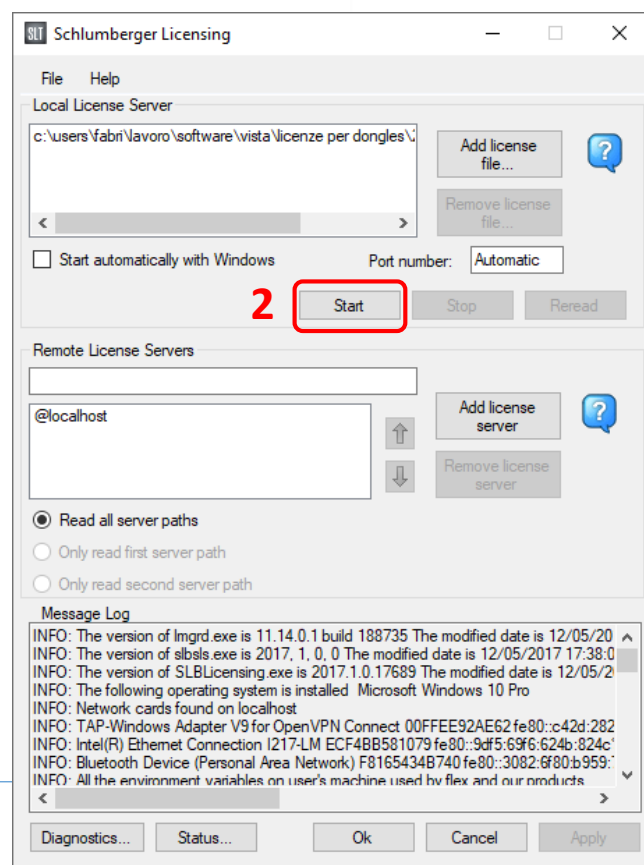 SLT Schlumberger Licensing
File Help
Local License Server
c:\users\fabri\lavoro\software\vista\licenze per dongles\
Add license
file...
Remove license
file...
Start automatically with Windows
Port number: Automatic
2 Start Stop Reread
Remote License Servers
@localhost
Add license
server
Remove license
server
Read all server paths
Only read first server path
Only read second server path
Message Log
INFO: The version of lmgrd.exe is 11.14.0.1 build 188735 The modified date is 12/05/20
INFO: The version of slbsls.exe is 2017, 1, 0, 0 The modified date is 12/05/2017 17:38:0
INFO: The version of SLBLicensing.exe is 2017.1.0.17689 The modified date is 12/05/2
INFO: The following operating system is installed Microsoft Windows 10 Pro
INFO: Network cards found on localhost
INFO: TAP-Windows Adapter V9 for OpenVPN Connect 00FFEE92AE62 fe80::c42d:282
INFO: Intel(R) Ethernet Connection I217-LM ECF4BB581079 fe80::9df5:69f6:624b:824c
INFO: Bluetooth Device (Personal Area Network) F8165434B740 fe80::3082:6f80:b959:
INFO: All the environment variables on user's machine used by flex and our products
Diagnostics... Status... Ok Cancel Apply